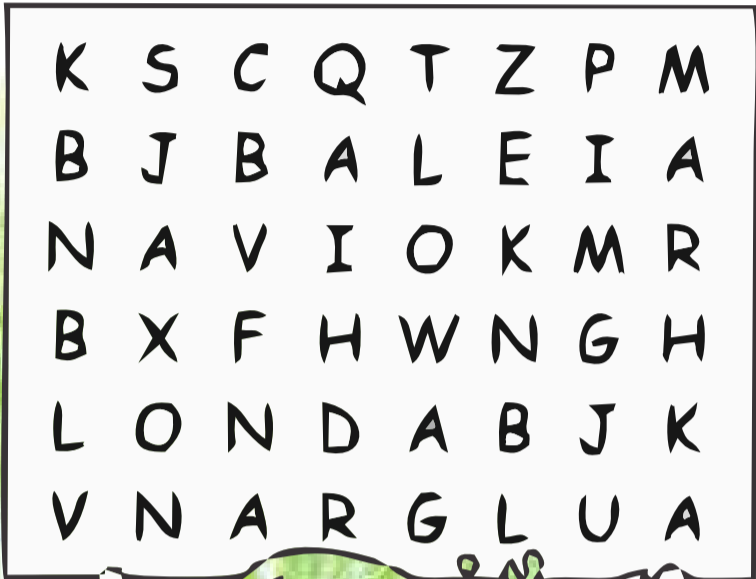 K S C Q T Z P M
B J B A L E I A
N A V I O K M R
B X F H W N G H
L O N D A B J K
V N A R G L U A